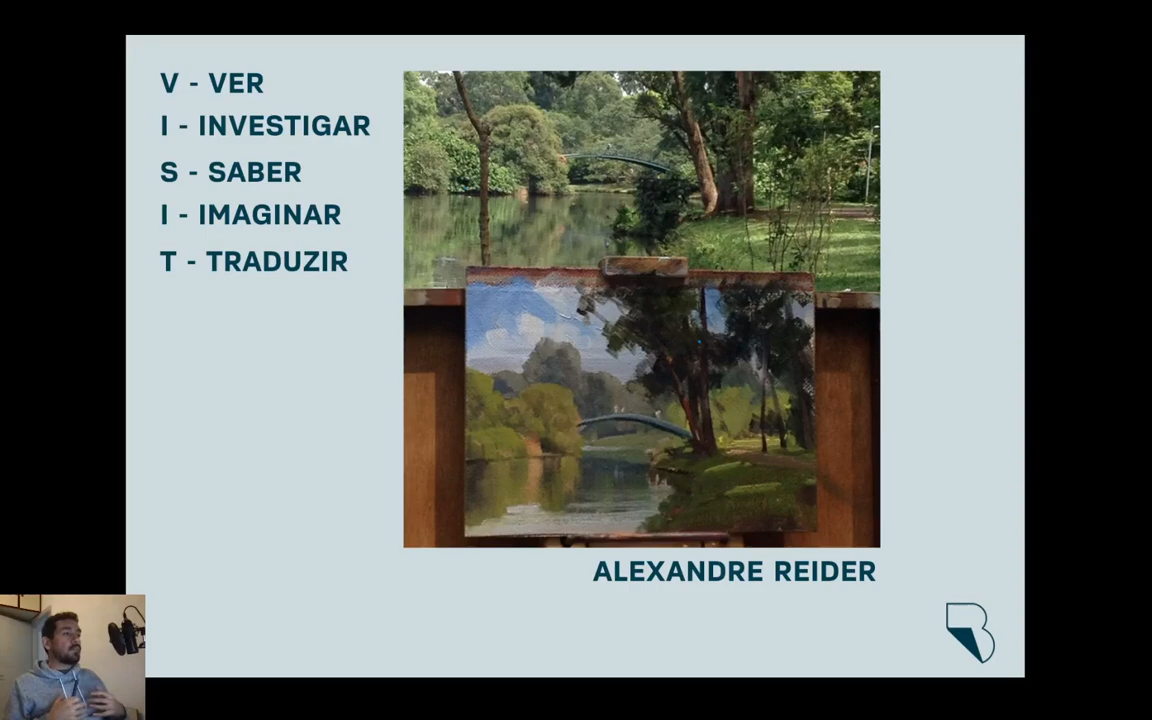 V - VER
I - INVESTIGAR
S - SABER
I - IMAGINAR
T - TRADUZIR
ALEXANDRE REIDER